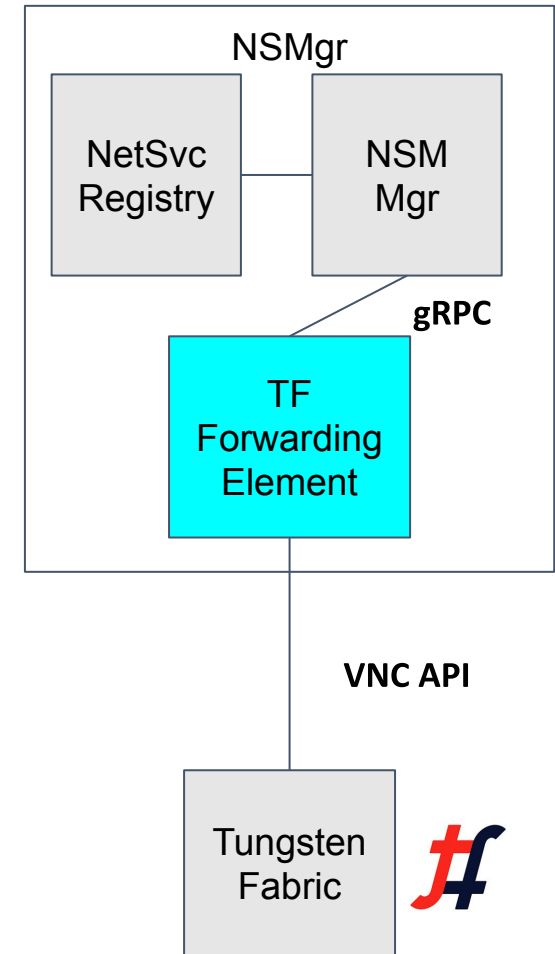 NSMgr
NetSvc
Registry
NSM
Mgr
gRPC
TF
Forwarding
Element
VNC API
Tungsten
Fabric